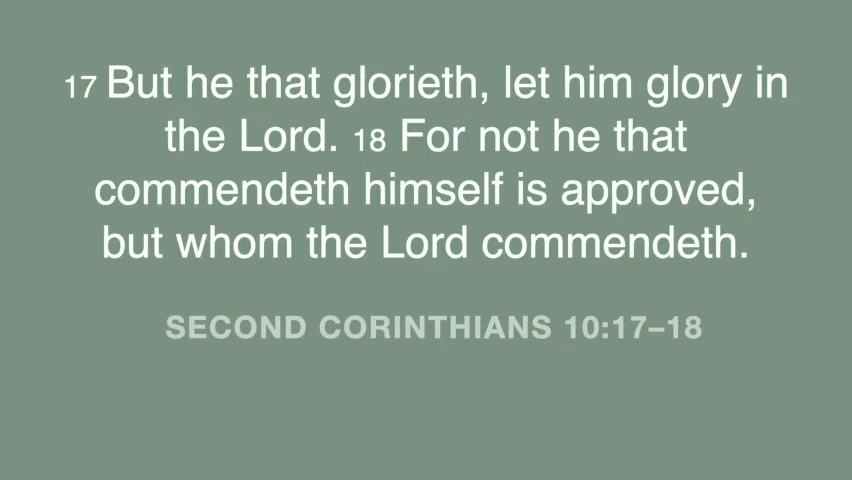 17 But he that glorieth, let him glory in
the Lord. 18 For not he that
commendeth himself is approved,
but whom the Lord commendeth.
SECOND CORINTHIANS 10:17–18